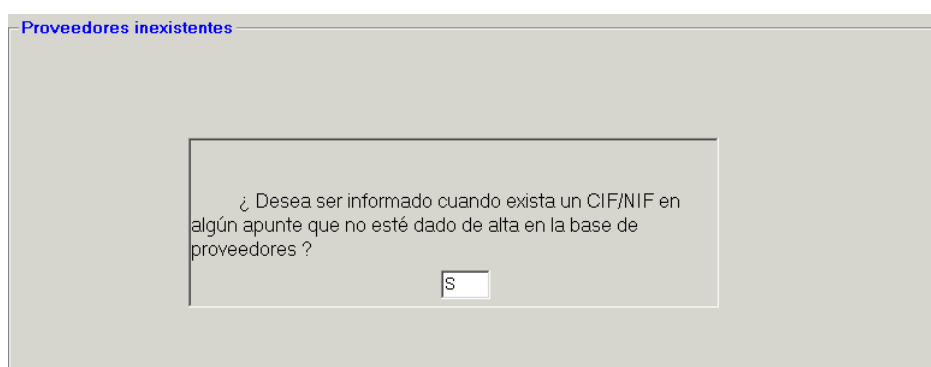 Proveedores inexistentes
¿ Desea ser informado cuando exista un CIF/NIF en
algún apunte que no esté dado de alta en la base de
proveedores ?
S